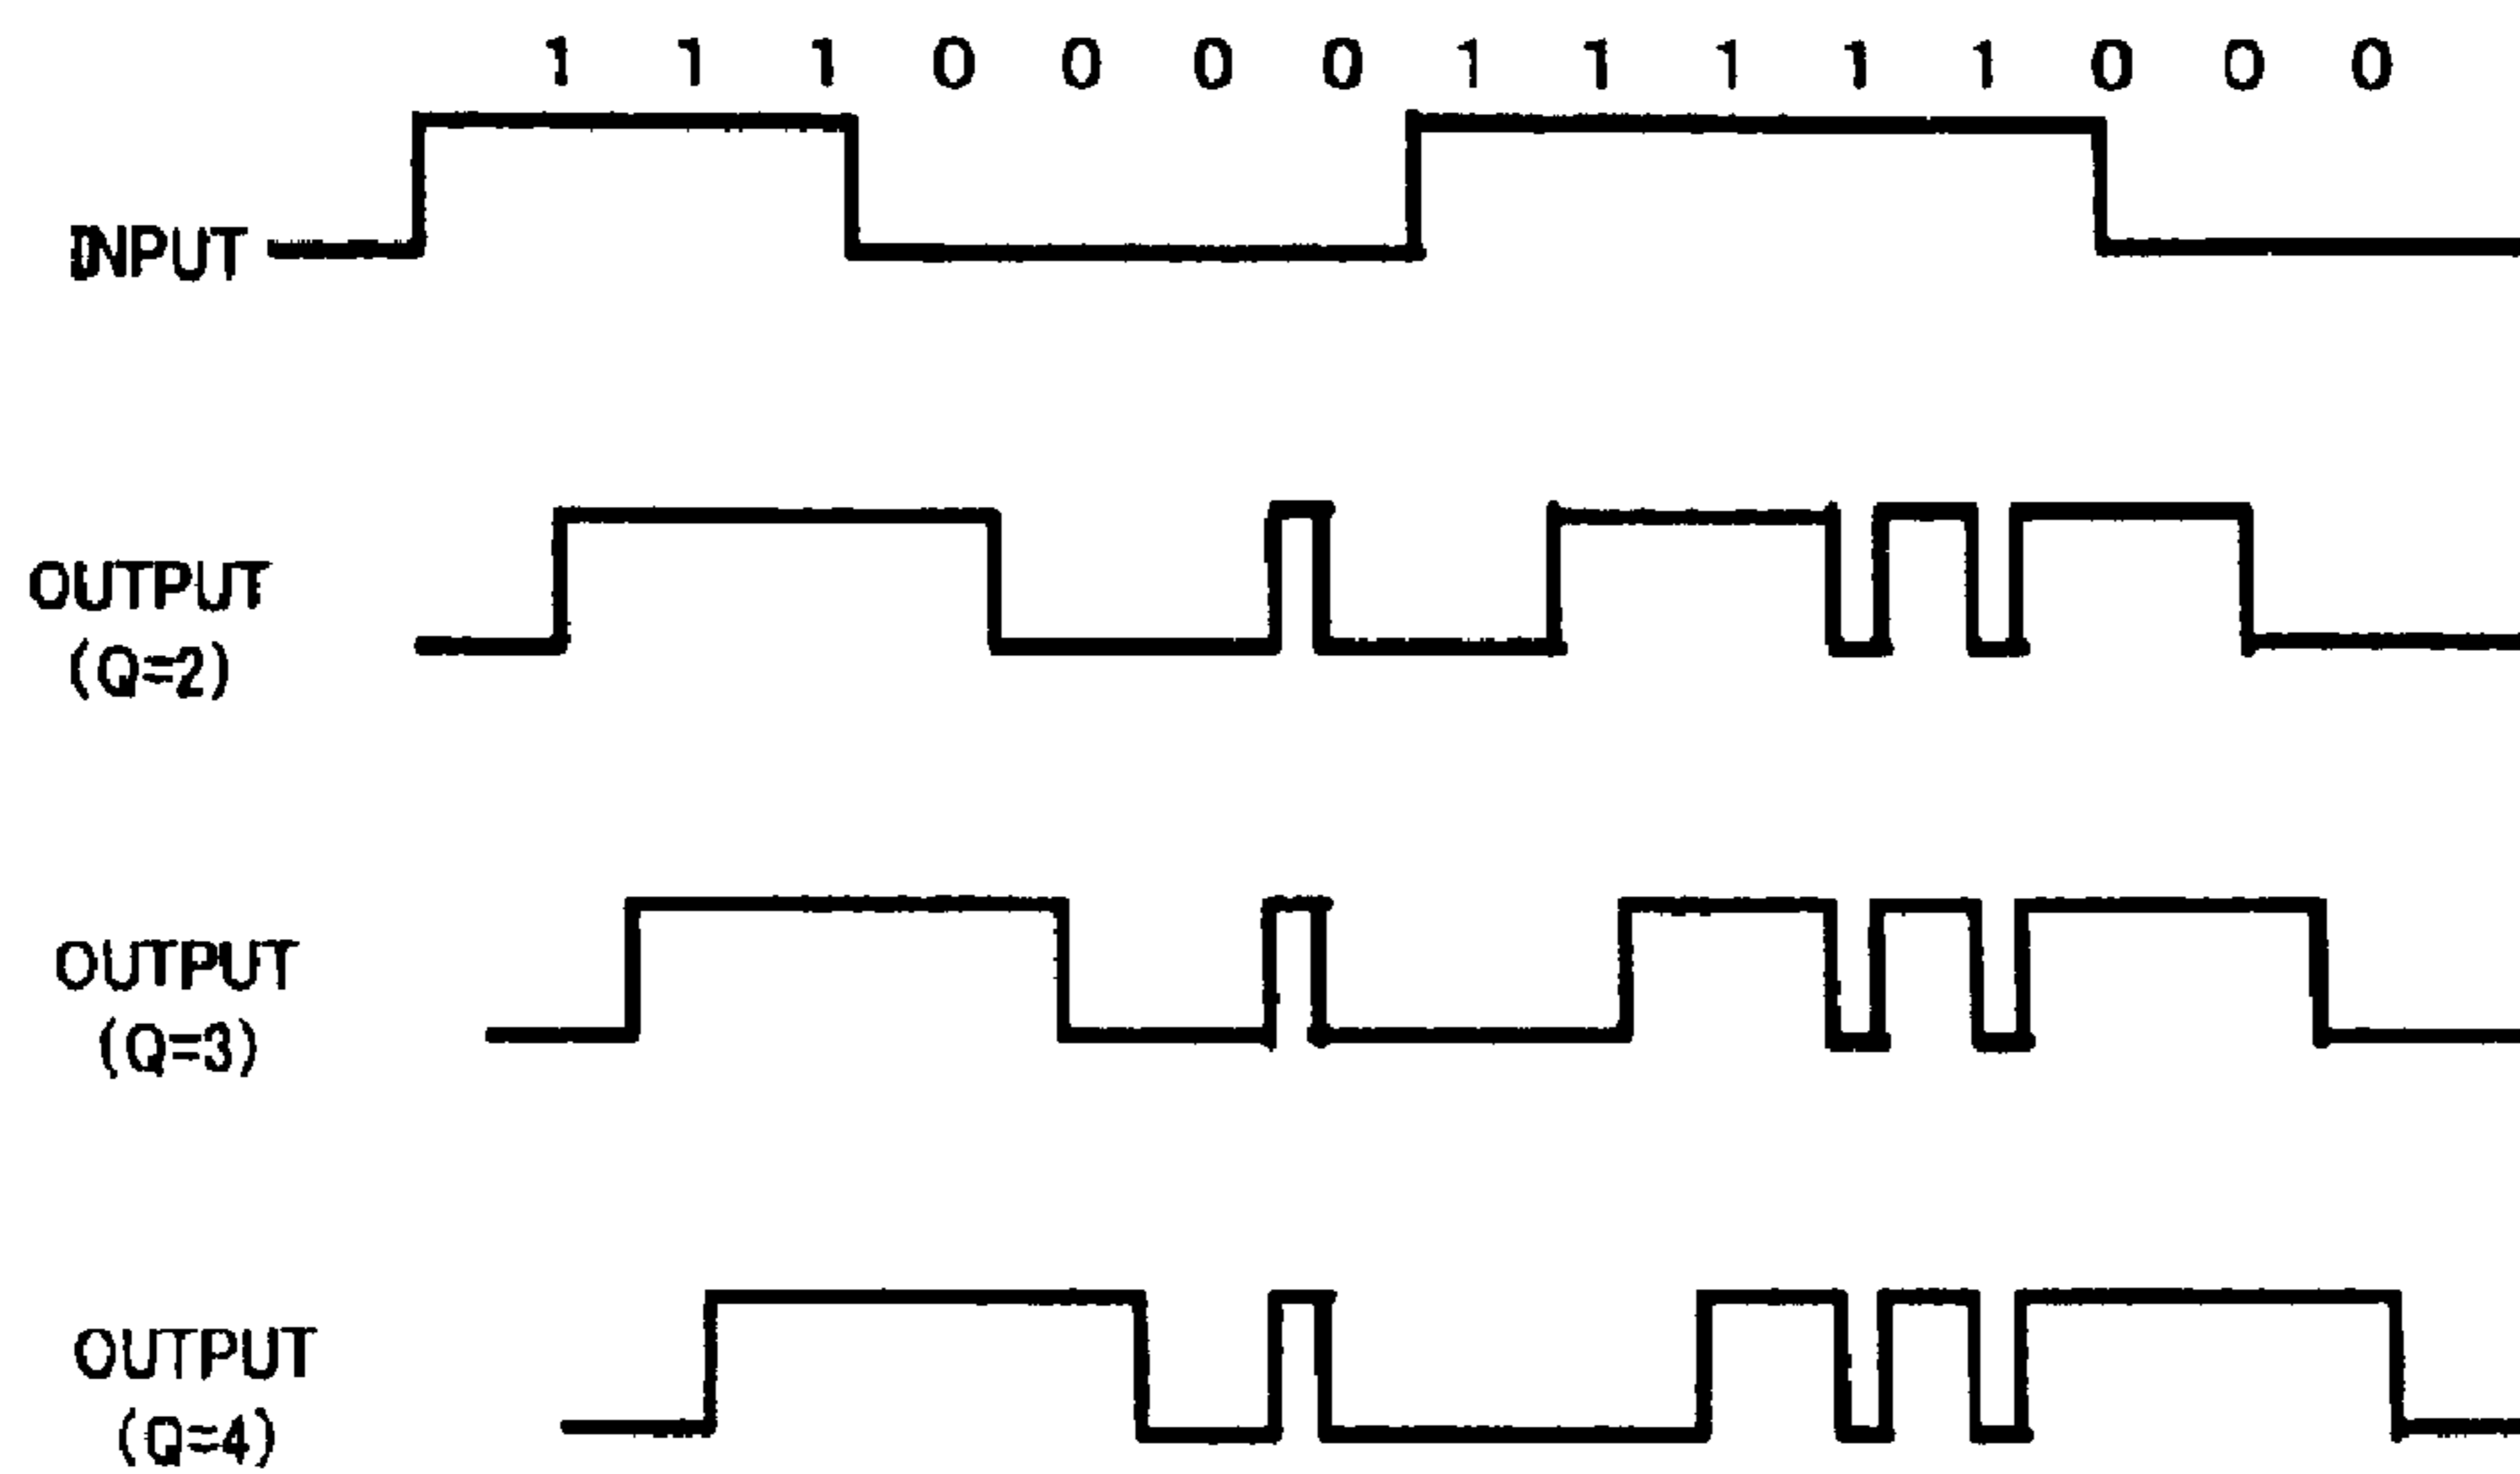 1 1 1 0 0 0 0 1 1 1 1 1 0 0 0
INPUT
OUTPUT
(Q=2)
OUTPUT
(Q=3)
OUTPUT
(Q=4)